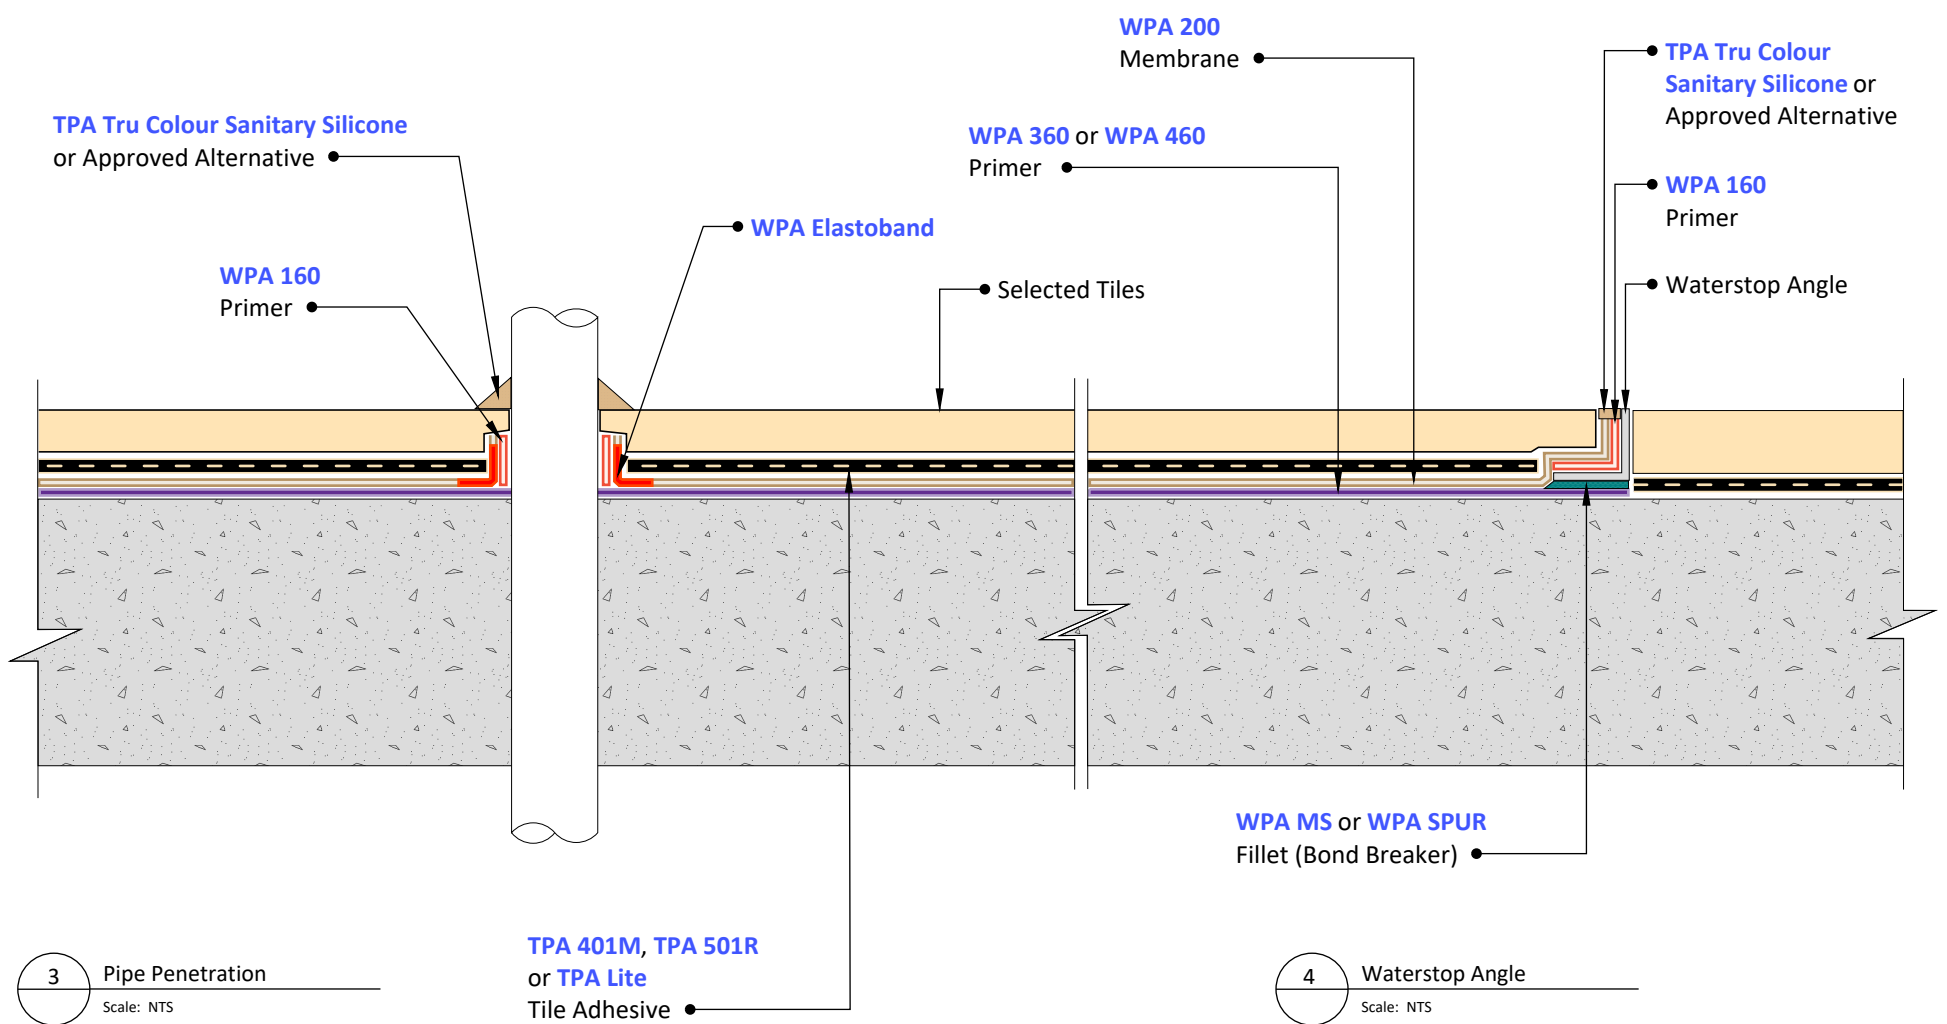 WPA 200
Membrane
TPA Tru Colour
Sanitary Silicone or
Approved Alternative
TPA Tru Colour Sanitary Silicone
or Approved Alternative
WPA 360 or WPA 460
Primer
WPA 160
Primer
WPA Elastoband
WPA 160
Primer
Selected Tiles
Waterstop Angle
WPA MS or WPA SPUR
Fillet (Bond Breaker)
TPA 401M, TPA 501R
or TPA Lite
Tile Adhesive
3
Pipe Penetration
Scale: NTS
4
Waterstop Angle
Scale: NTS